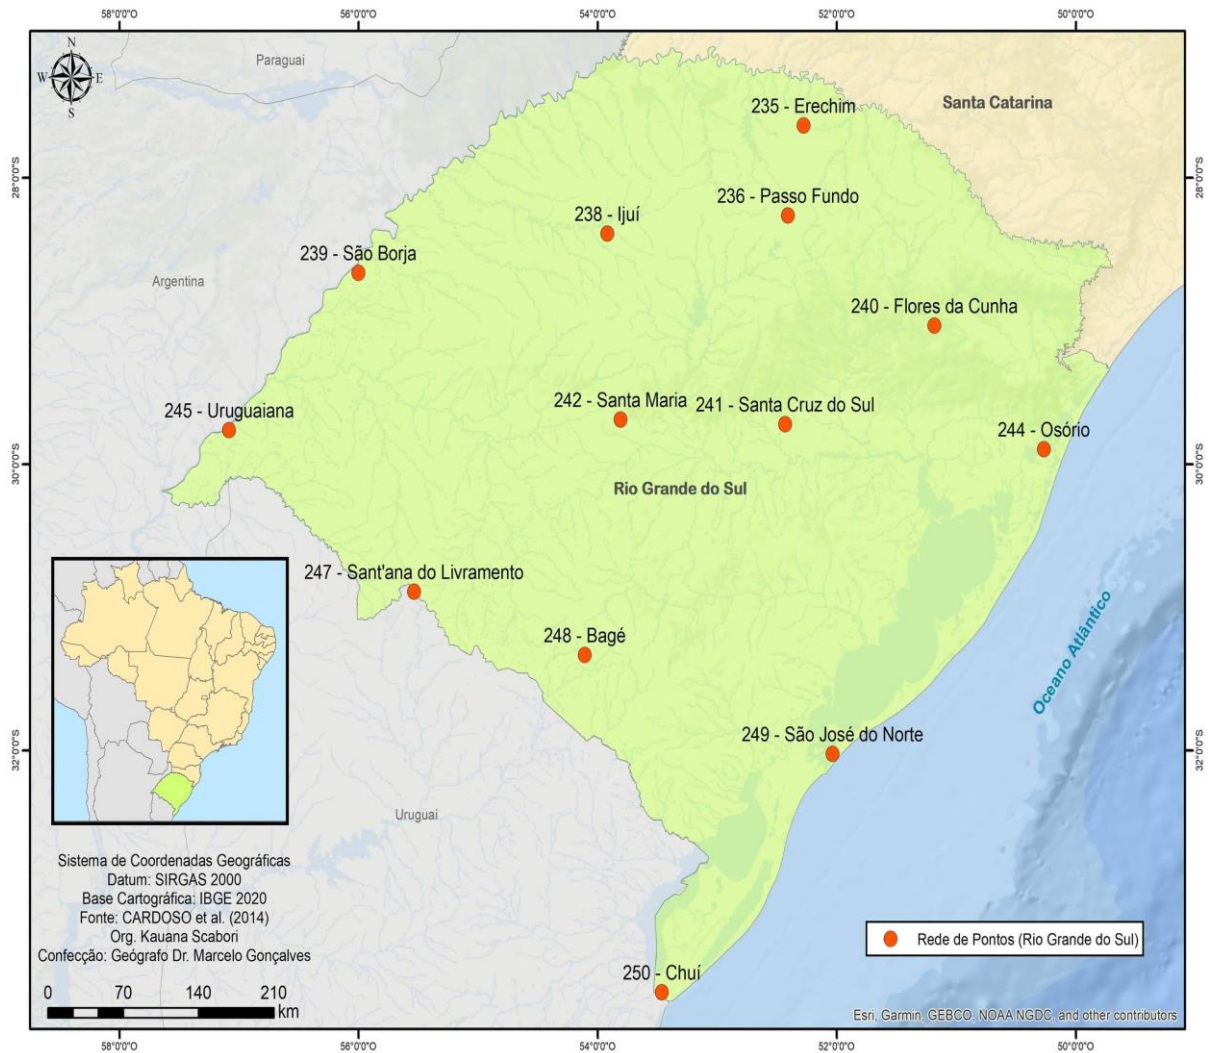 58°0'0"O 56°0'0"O 54°0'0"O 52°0'0"O 50°0'0"O
N
W E
S
Paraguai
Santa Catarina
235 - Erechim
28°0'0"S 28°0'0"S
236 - Passo Fundo
238 - Ijuí
239 - São Borja
Argentina
240 - Flores da Cunha
242 - Santa Maria
241 - Santa Cruz do Sul
245 - Uruguaiana
244 - Osório
30°0'0"S 30°0'0"S
Rio Grande do Sul
247 - Sant'ana do Livramento
248 - Bagé
Oceano Atlântico
249 - São José do Norte
32°0'0"S 32°0'0"S
Uruguai
Sistema de Coordenadas Geográficas
Datum: SIRGAS 2000
Base Cartográfica: IBGE 2020
Fonte: CARDOSO et al. (2014)
Org. Kauana Scabori
Confecção: Geógrafo Dr. Marcelo Gonçalves
Rede de Pontos (Rio Grande do Sul)
250 - Chuí
0 70 140 210
km
Esri, Garmin, GEBCO, NOAA NGDC, and other contributors
58°0'0"O 56°0'0"O 54°0'0"O 52°0'0"O 50°0'0"O